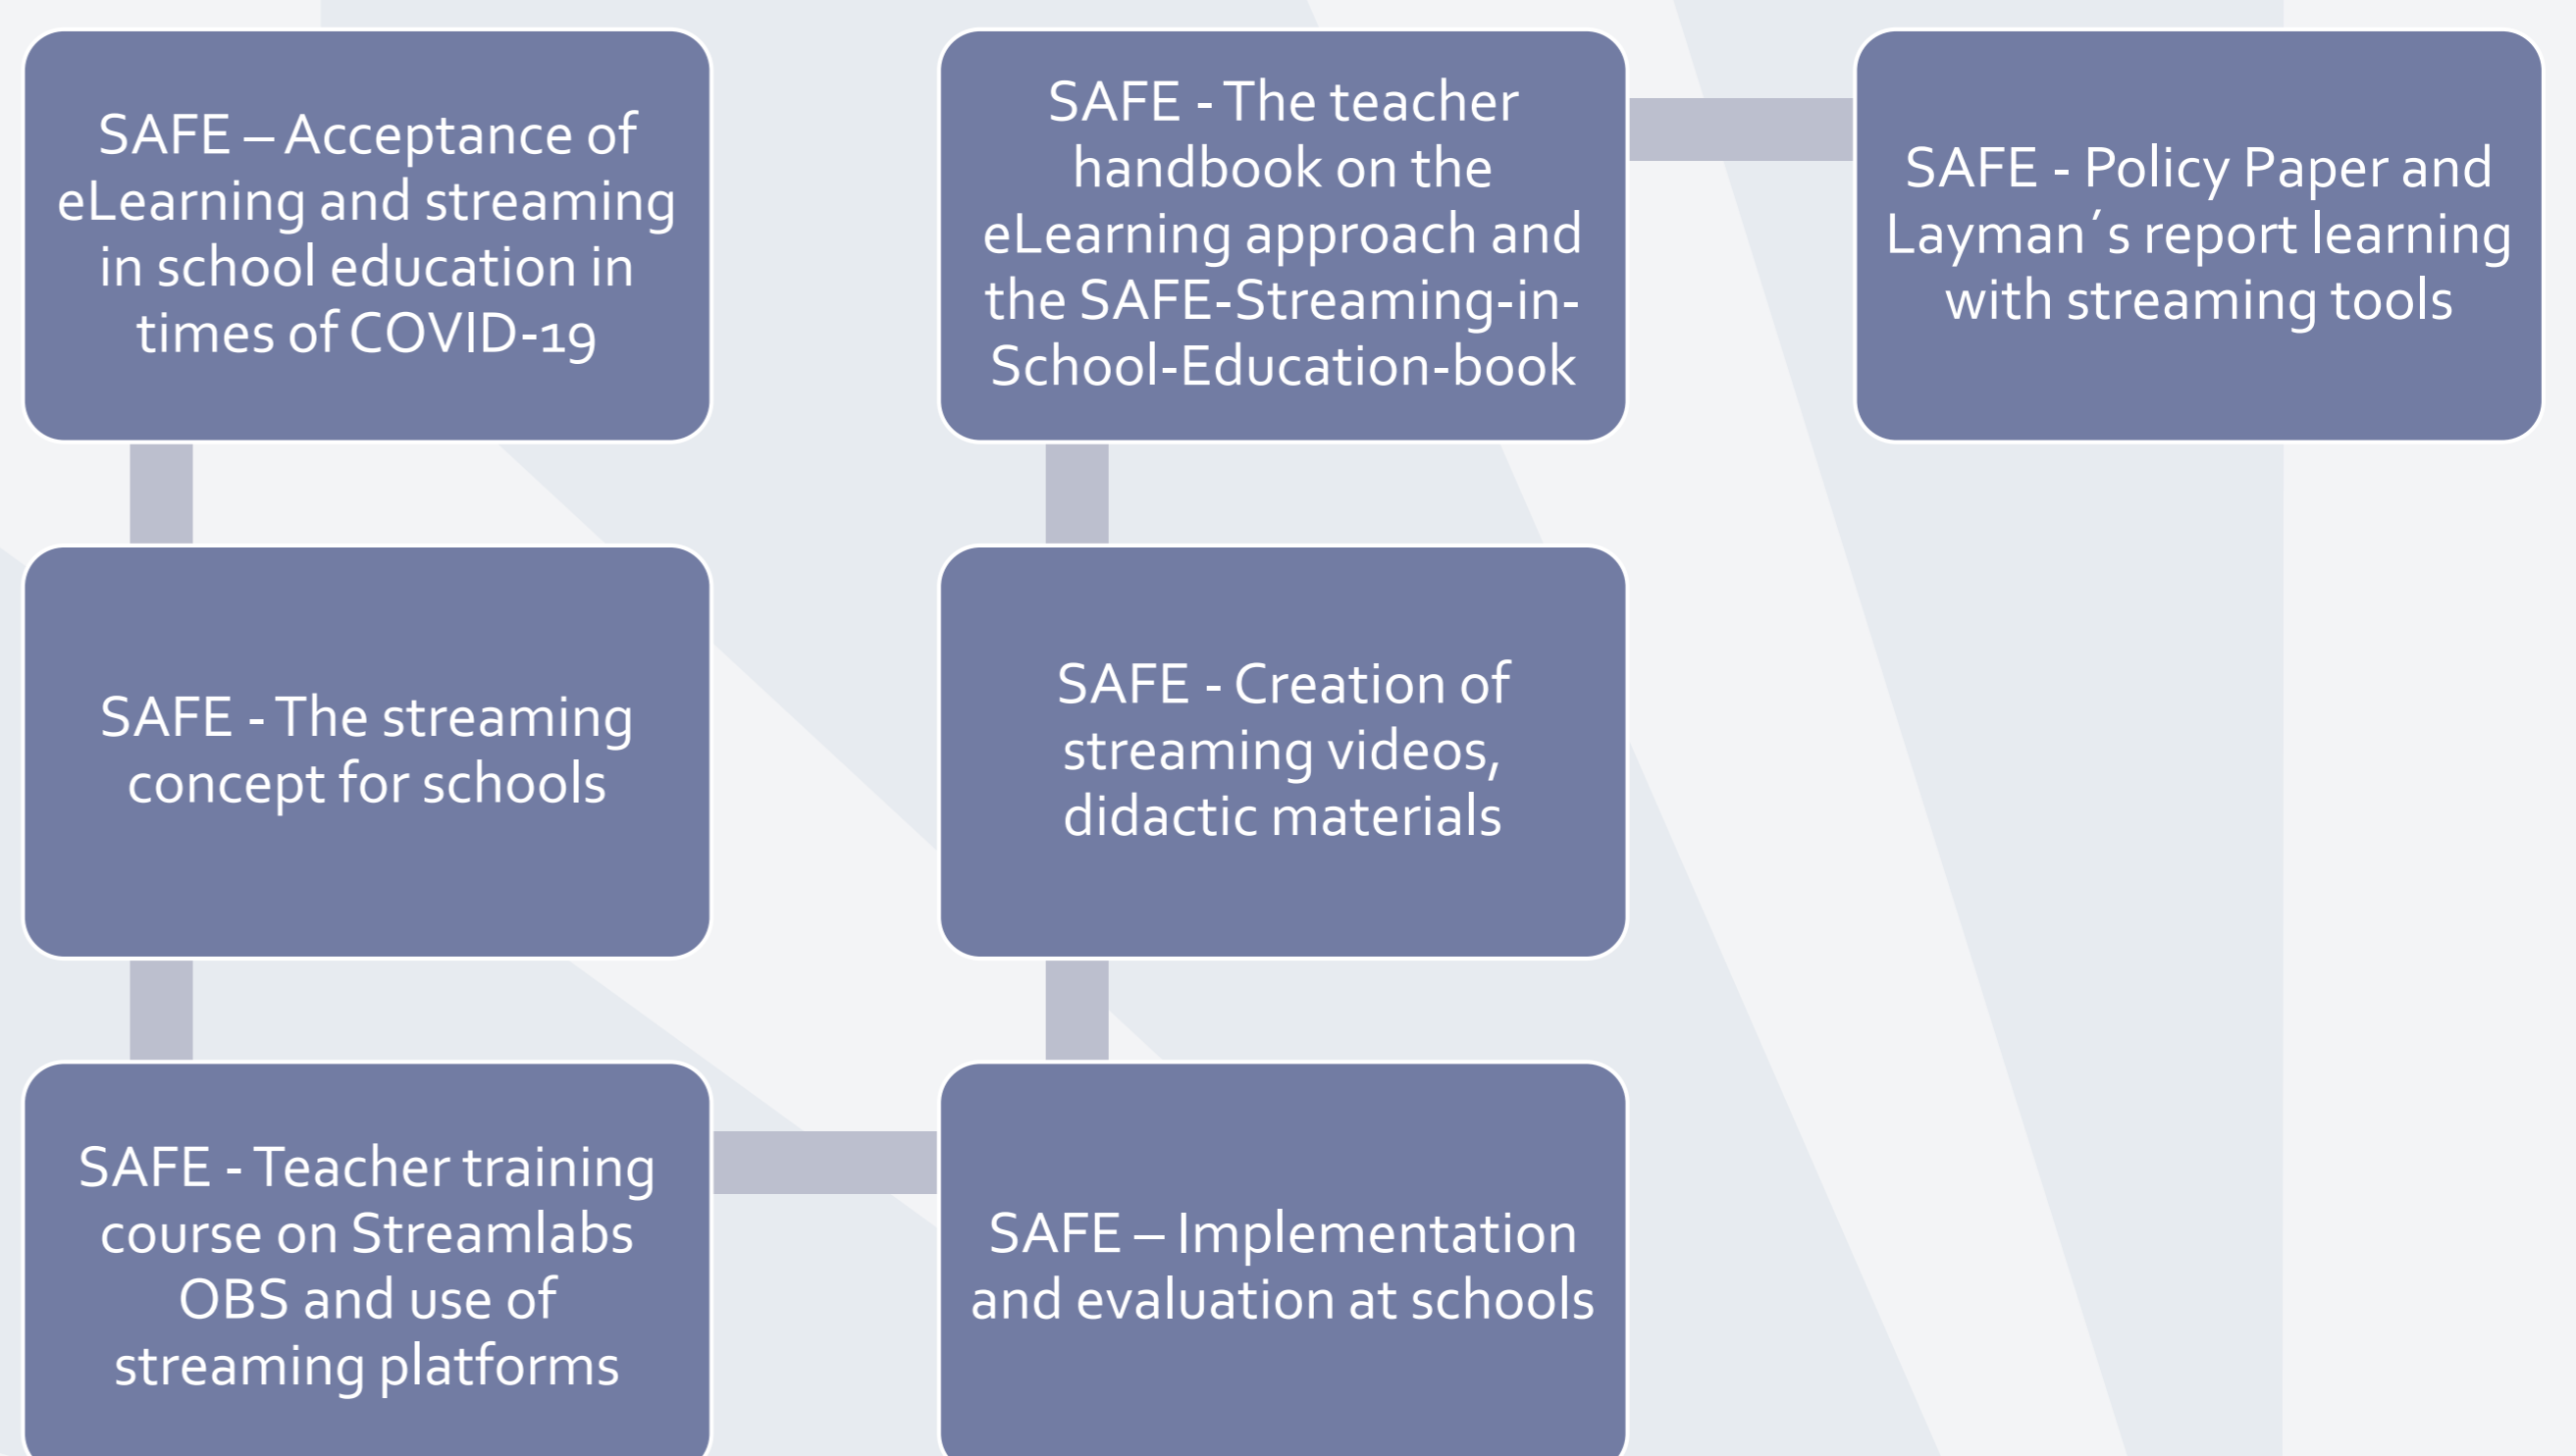 SAFE – Acceptance of
eLearning and streaming
in school education in
times of COVID-19
SAFE - The streaming
concept for schools
SAFE - Teacher training
course on Streamlabs
OBS and use of
streaming platforms
SAFE – Implementation
and evaluation at schools
SAFE - Creation of
streaming videos,
didactic materials
SAFE - The teacher
handbook on the
eLearning approach and
the SAFE-Streaming-in-
School-Education-book
SAFE - Policy Paper and
Layman´s report learning
with streaming tools